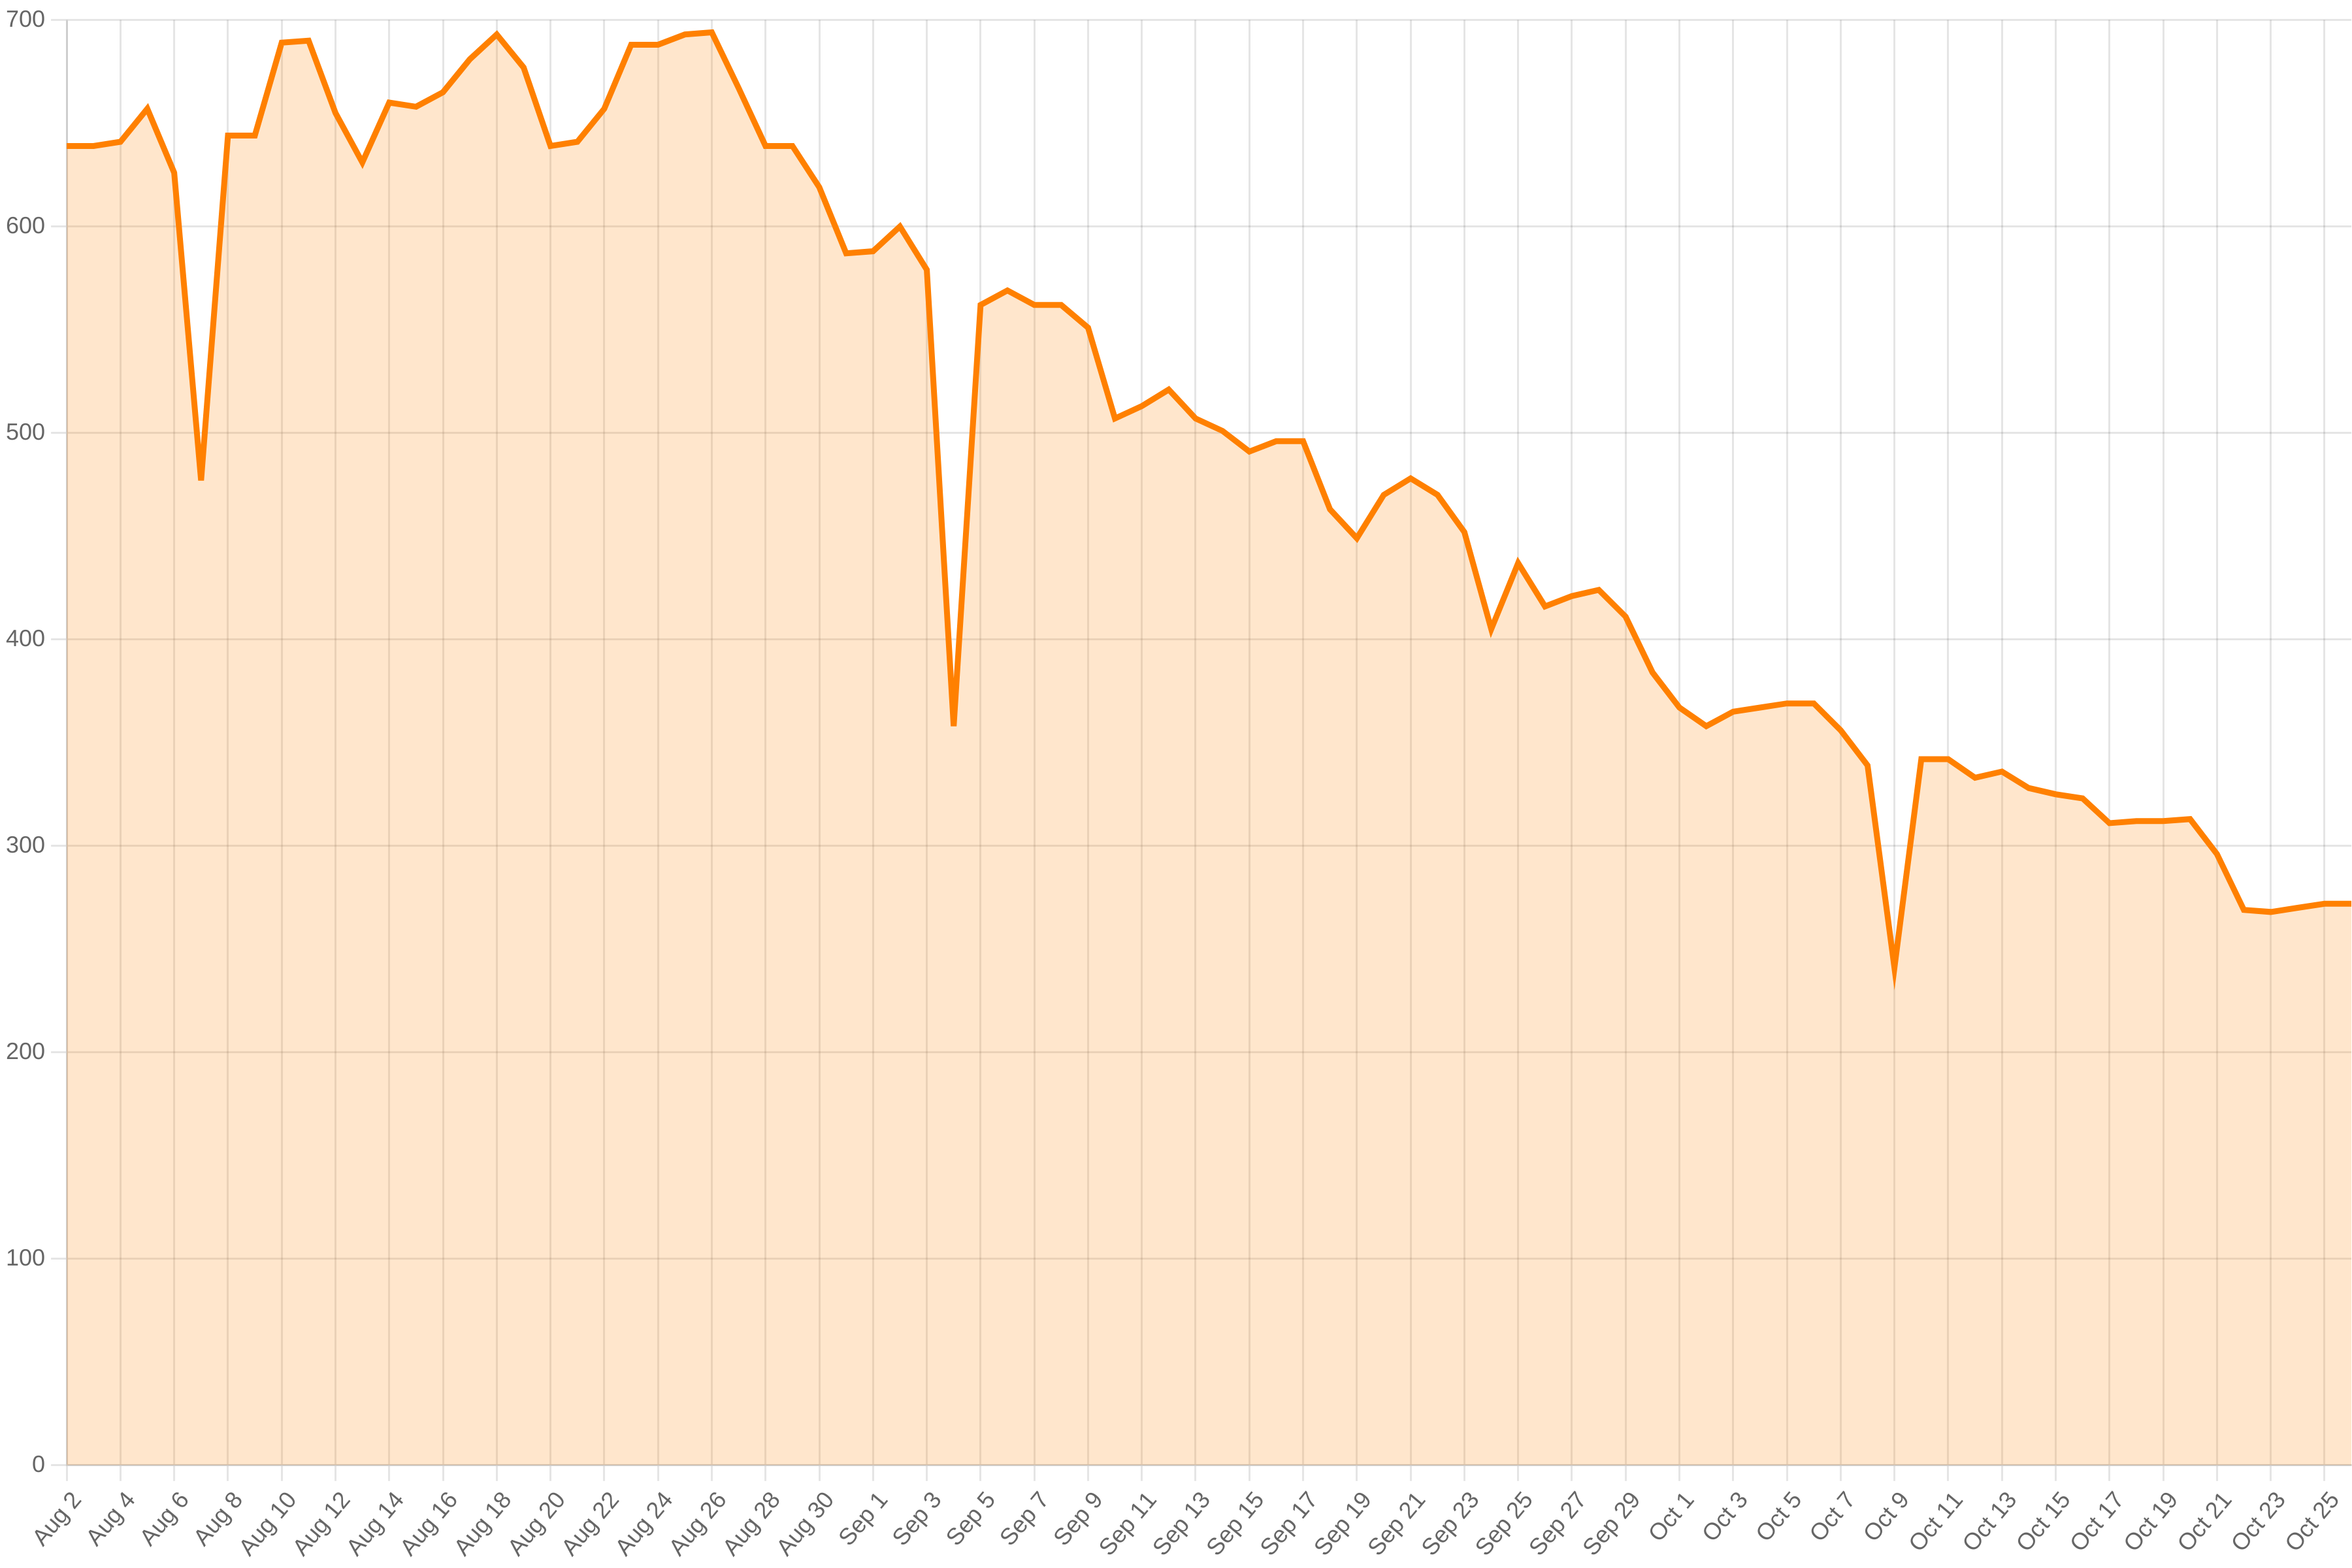 700
600
500
400
300
200
100
0
Aug 2
Aug 4
Aug 6
Aug 8
Aug 10
Aug 12
Aug 14
Aug 16
Aug 18
Aug 20
Aug 22
Aug 24
Aug 26
Aug 28
Aug 30
Sep 1
Sep 3
Sep 5
Sep 7
Sep 9
Sep 11
Sep 13
Sep 15
Sep 17
Sep 19
Sep 21
Sep 23
Sep 25
Sep 27
Sep 29
Oct 1
Oct 3
Oct 5
Oct 7
Oct 9
Oct 11
Oct 13
Oct 15
Oct 17
Oct 19
Oct 21
Oct 23
Oct 25